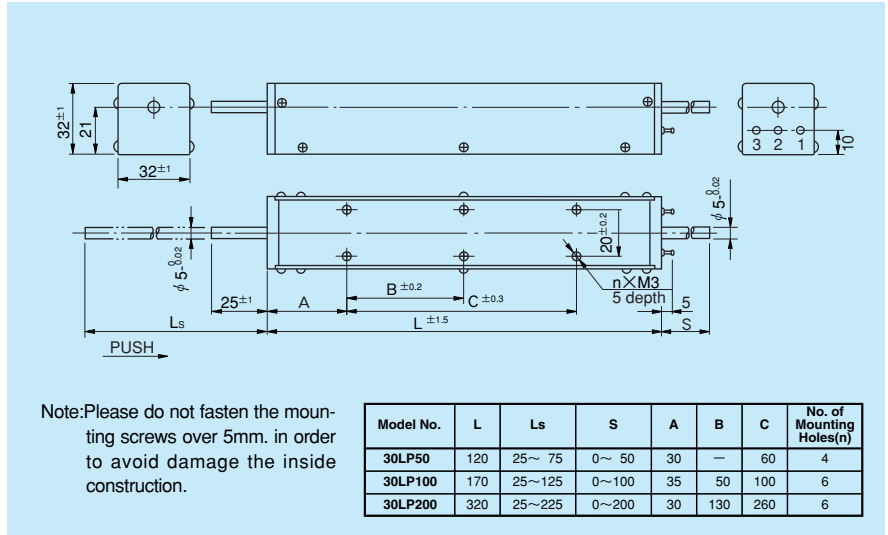 32±1
21
32±1
3 2 1
10
φ 5-0/0.02
φ 5-0/0.02
20±0.2
n×M3
5 depth
B ±0.2
25±1
A
C ±0.3
5
Ls
L ±1.5
S
PUSH
Note:Please do not fasten the moun-
ting screws over 5mm. in order
to avoid damage the inside
construction.
Model No. L Ls S A B C No. of
Mounting
Holes(n)
30LP50 120 25～ 75 0～ 50 30 — 60 4
30LP100 170 25～125 0～100 35 50 100 6
30LP200 320 25～225 0～200 30 130 260 6